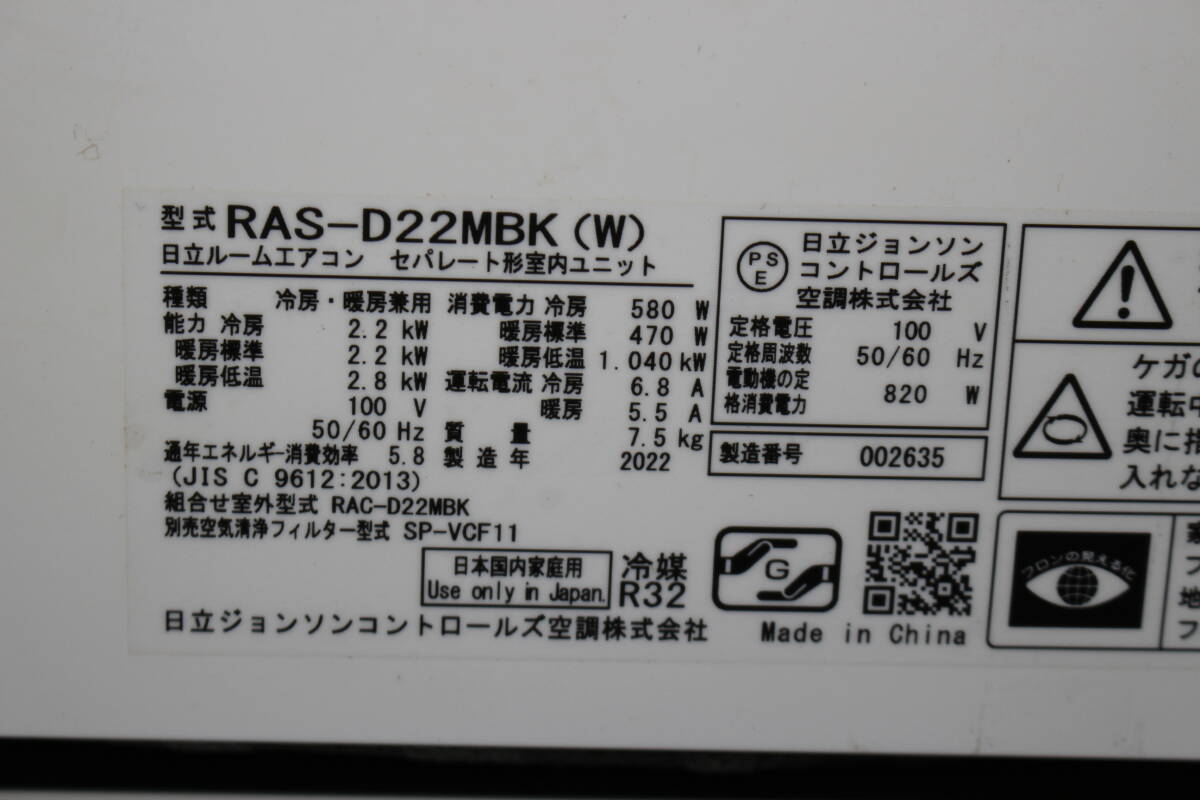 型式 RAS-D22MBK (W)
日立ルームエアコン セパレート形室内ユニット
種類 冷房・暖房兼用
能力 冷房 2.2 kW
暖房標準 2.2 kW
暖房低温 2.8 kW
電源 100 V
50/60 Hz
通年エネルギー消費効率 5.8
(JIS C 9612:2013)
消費電力 冷房 580 W
暖房標準 470 W
暖房低温 1.040 kW
運転電流 冷房 6.8 A
暖房 5.5 A
質量 7.5 kg
製造年 2022
組合せ室外型式 RAC-D22MBK
別売空気清浄フィルター型式 SP-VCF11
日本国内家庭用
Use only in Japan.
冷媒
R32
日立ジョンソンコントロールズ空調株式会社
PSE
日立ジョンソン
コントロールズ
空調株式会社
定格電圧 100 V
定格周波数 50/60 Hz
電動機の定
格消費電力 820 W
製造番号 002635
G
Made in China
ケガの
運転中
奥に指
入れな
フロンの見える化
フ
地
フ